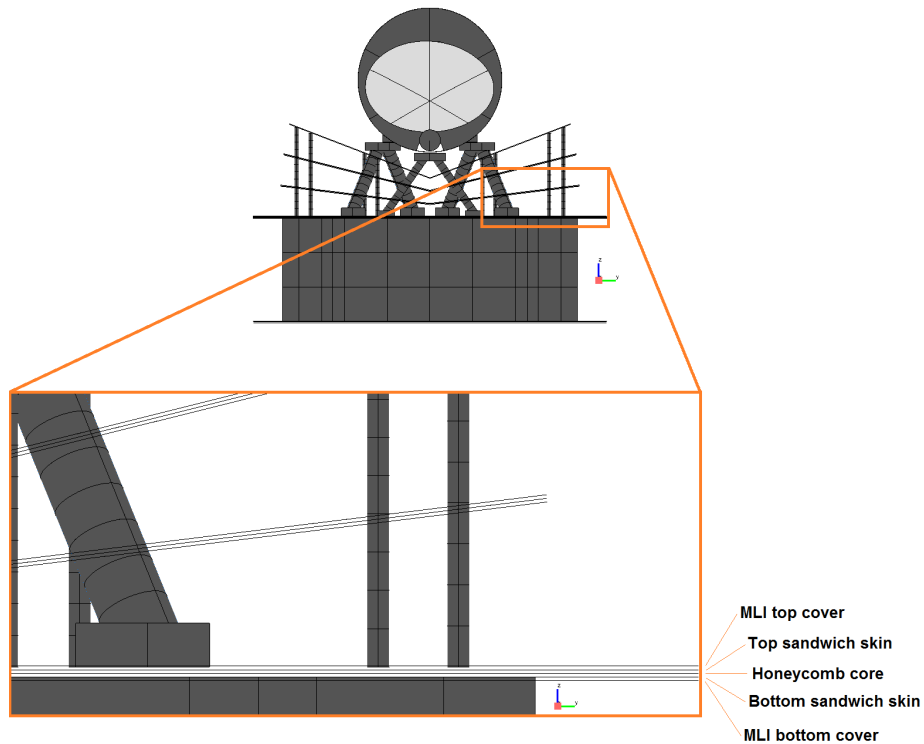 z
y
MLI top cover
Top sandwich skin
Honeycomb core
Bottom sandwich skin
z
y
MLI bottom cover